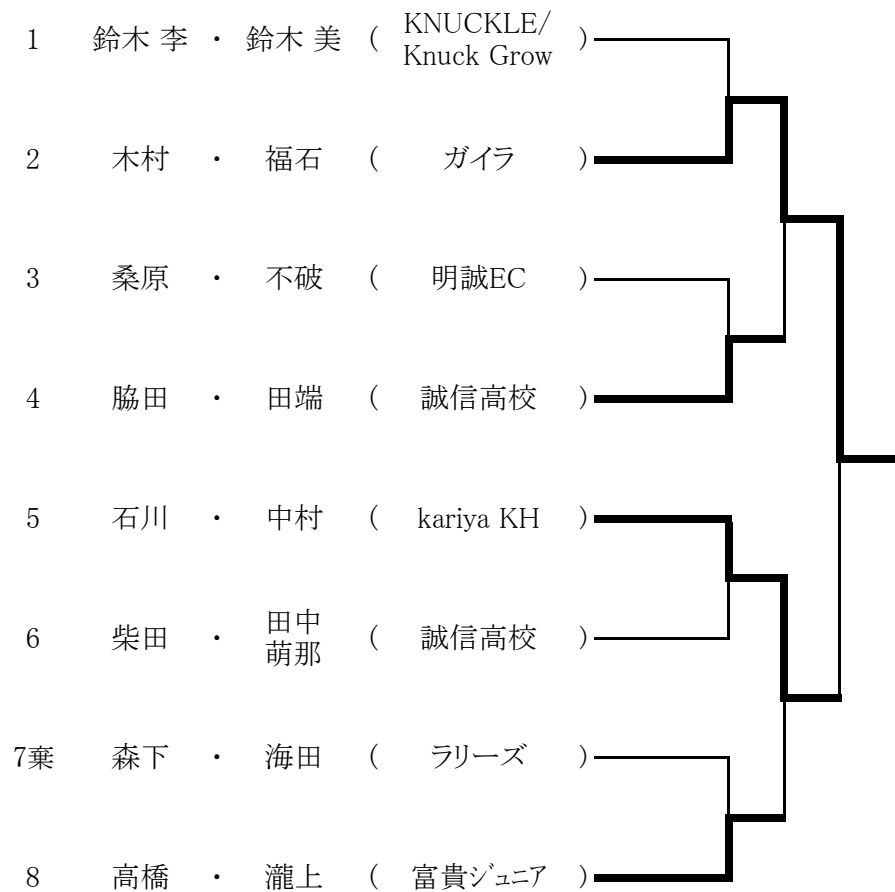 1 鈴木 李 ・ 鈴木 美 ( KNUCKLE/
Knuck Grow )
2 木村 ・ 福石 ( ガイラ )
3 桑原 ・ 不破 ( 明誠EC )
4 脇田 ・ 田端 ( 誠信高校 )
5 石川 ・ 中村 ( kariya KH )
6 柴田 ・ 田中
萌那 ( 誠信高校 )
7棄 森下 ・ 海田 ( ラリーズ )
8 高橋 ・ 瀧上 ( 富貴ジュニア )